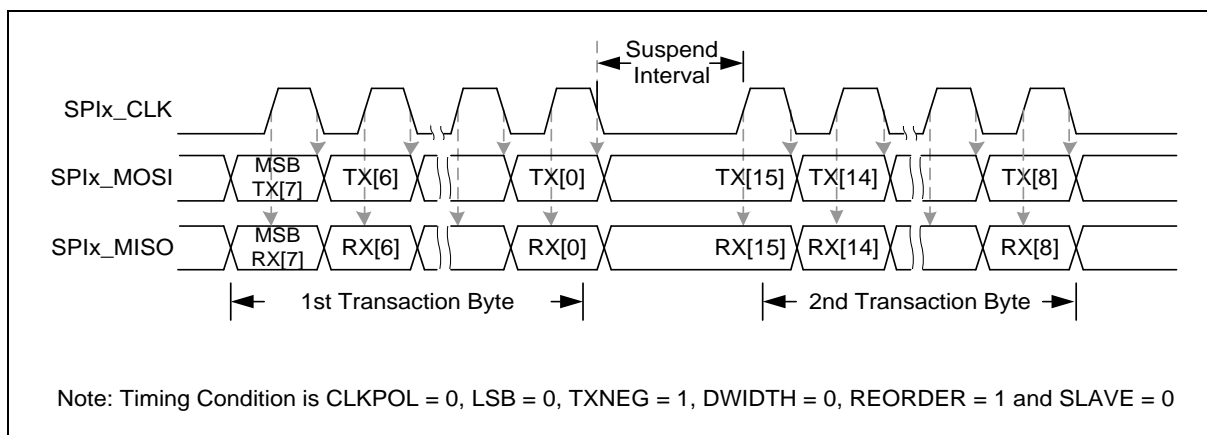 Suspend
Interval
SPIx_CLK
SPIx_MOSI
MSB
TX[7]
TX[6]
TX[0]
TX[15]
TX[14]
TX[8]
SPIx_MISO
MSB
RX[7]
RX[6]
RX[0]
RX[15]
RX[14]
RX[8]
1st Transaction Byte
2nd Transaction Byte
Note: Timing Condition is CLKPOL = 0, LSB = 0, TXNEG = 1, DWIDTH = 0, REORDER = 1 and SLAVE = 0